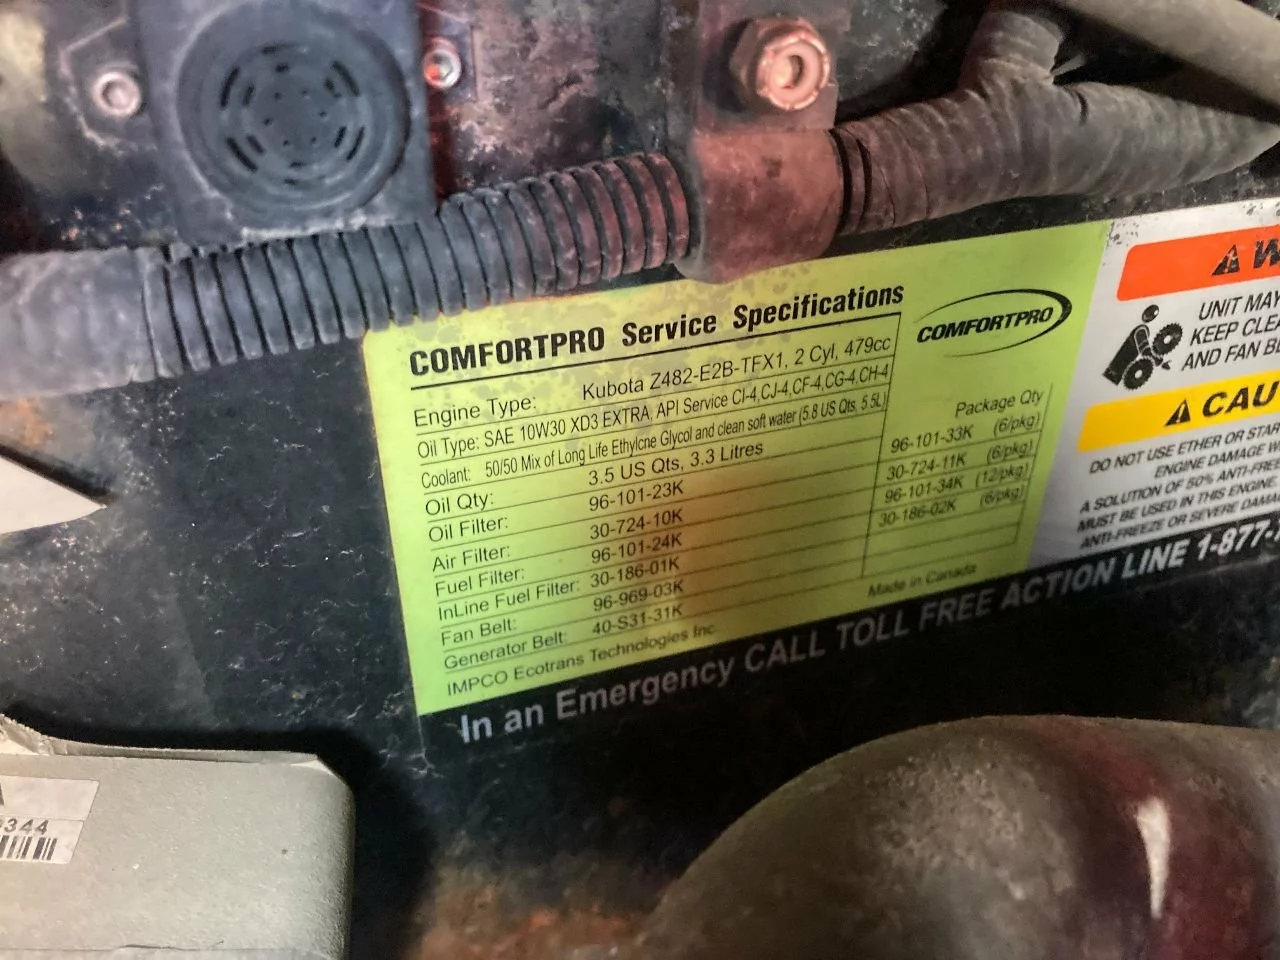 COMFORTPRO Service Specifications
COMFORTPRO
Engine Type: Kubota Z482-E2B-TFX1, 2 Cyl, 479cc
Oil Type: SAE 10W30 XD3 EXTRA, API Service CI-4,CJ-4,CF-4,CG-4,CH-4
Coolant: 50/50 Mix of Long Life Ethylene Glycol and clean soft water (5.8 US Qts, 5.5L)
Oil Qty: 3.5 US Qts, 3.3 Litres Package Qty
Oil Filter: 96-101-23K 96-101-33K (6/pkg)
Air Filter: 30-724-10K 30-724-11K (6/pkg)
Fuel Filter: 96-101-24K 96-101-34K (12/pkg)
InLine Fuel Filter: 30-186-01K 30-186-02K (6/pkg)
Fan Belt: 96-969-03K
Generator Belt: 40-S31-31K
IMPCO Ecotrans Technologies Inc. Made in Canada
In an Emergency CALL TOLL FREE ACTION LINE 1-877-
W
UNIT MAY
KEEP CLE
AND FAN BE
CAU
DO NOT USE ETHER OR STAR
ENGINE DAMAGE W
A SOLUTION OF 50% ANTI-FREE
MUST BE USED IN THIS ENGINE.
ANTI-FREEZE OR SEVERE DAMA
344